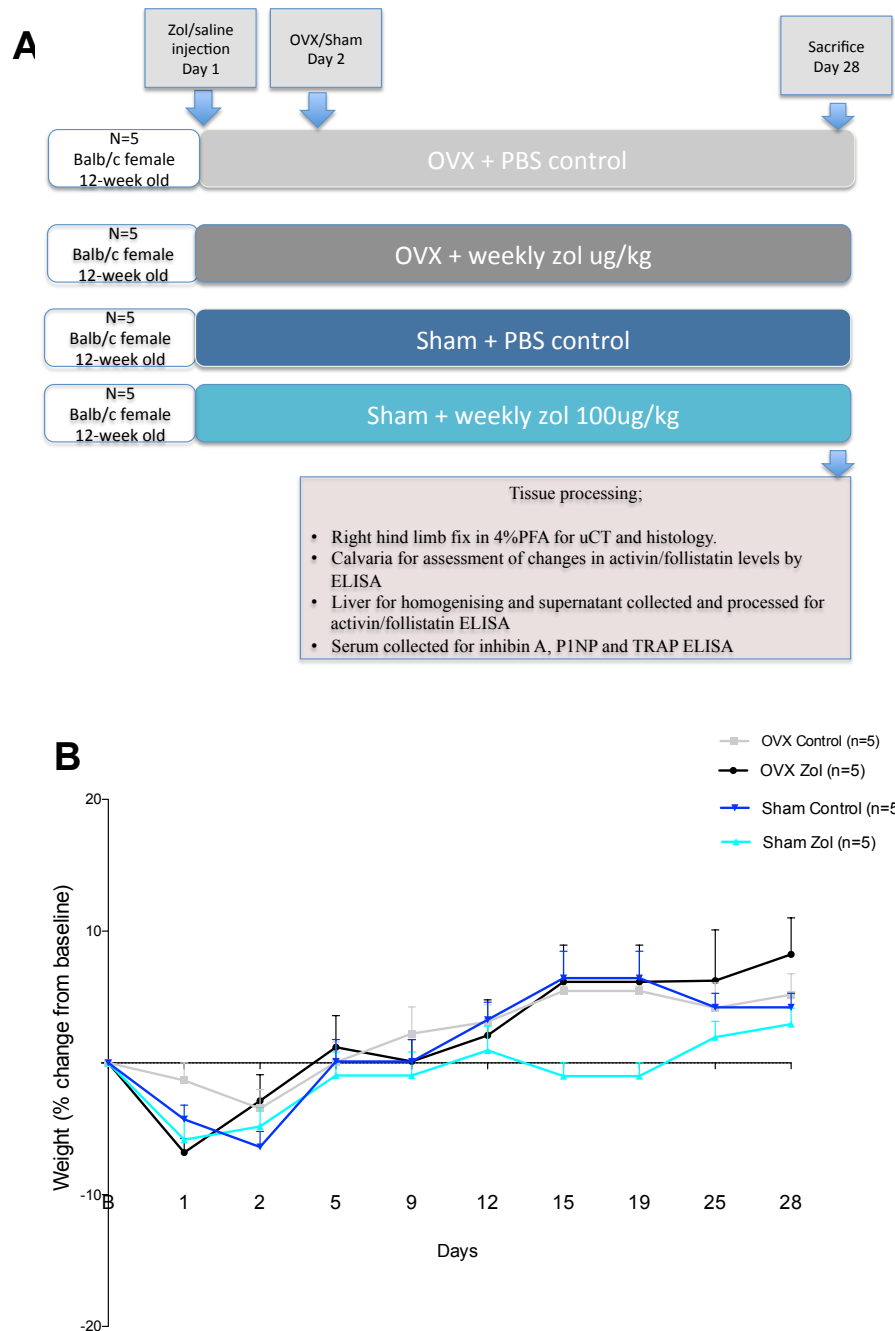 A
Zol/saline
injection
Day 1
OVX/Sham
Day 2
Sacrifice
Day 28
N=5
Balb/c female
12-week old
OVX + PBS control
N=5
Balb/c female
12-week old
OVX + weekly zol ug/kg
N=5
Balb/c female
12-week old
Sham + PBS control
N=5
Balb/c female
12-week old
Sham + weekly zol 100ug/kg
Tissue processing;
• Right hind limb fix in 4%PFA for uCT and histology.
• Calvaria for assessment of changes in activin/follistatin levels by
ELISA
• Liver for homogenising and supernatant collected and processed for
activin/follistatin ELISA
• Serum collected for inhibin A, P1NP and TRAP ELISA
B
OVX Control (n=5)
OVX Zol (n=5)
Sham Control (n=5
Sham Zol (n=5)
Weight (% change from baseline)
20
10
-10
-20
B 1 2 5 9 12 15 19 25 28
Days